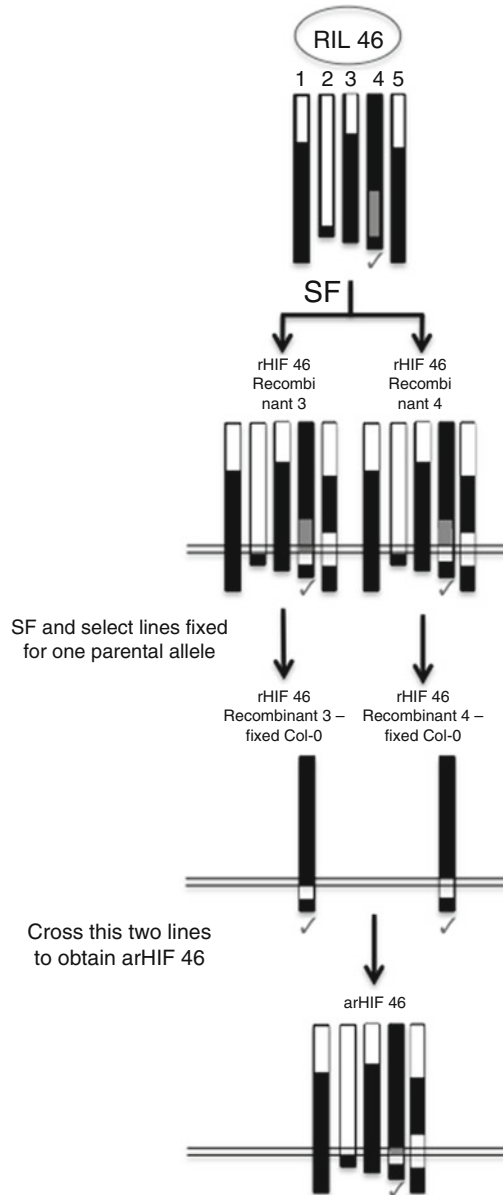 RIL 46
1 2 3 4 5
SF
rHIF 46
Recombi
nant 3
rHIF 46
Recombi
nant 4
SF and select lines fixed
for one parental allele
rHIF 46
Recombinant 3 –
fixed Col-0
rHIF 46
Recombinant 4 –
fixed Col-0
Cross this two lines
to obtain arHIF 46
arHIF 46